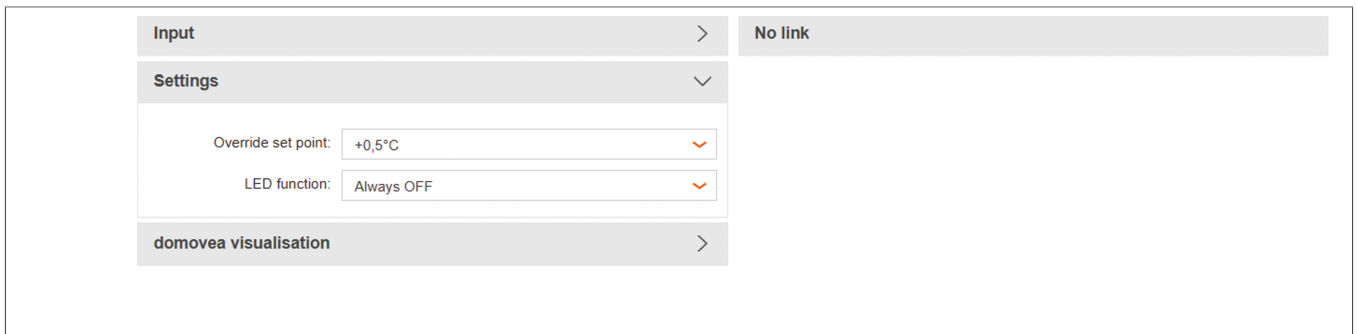 Input
No link
Settings
Override set point: +0,5°C
LED function: Always OFF
domovea visualisation